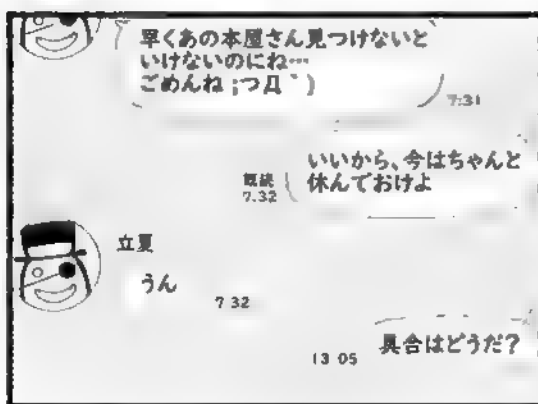 早くあの本屋さん見つけないと
いけないのにね…
ごめんね ;つД｀)
7:31
いいから、今はちゃんと
休んでおけよ
既読
7:32
立夏
うん
7 32
具合はどうだ?
13 05